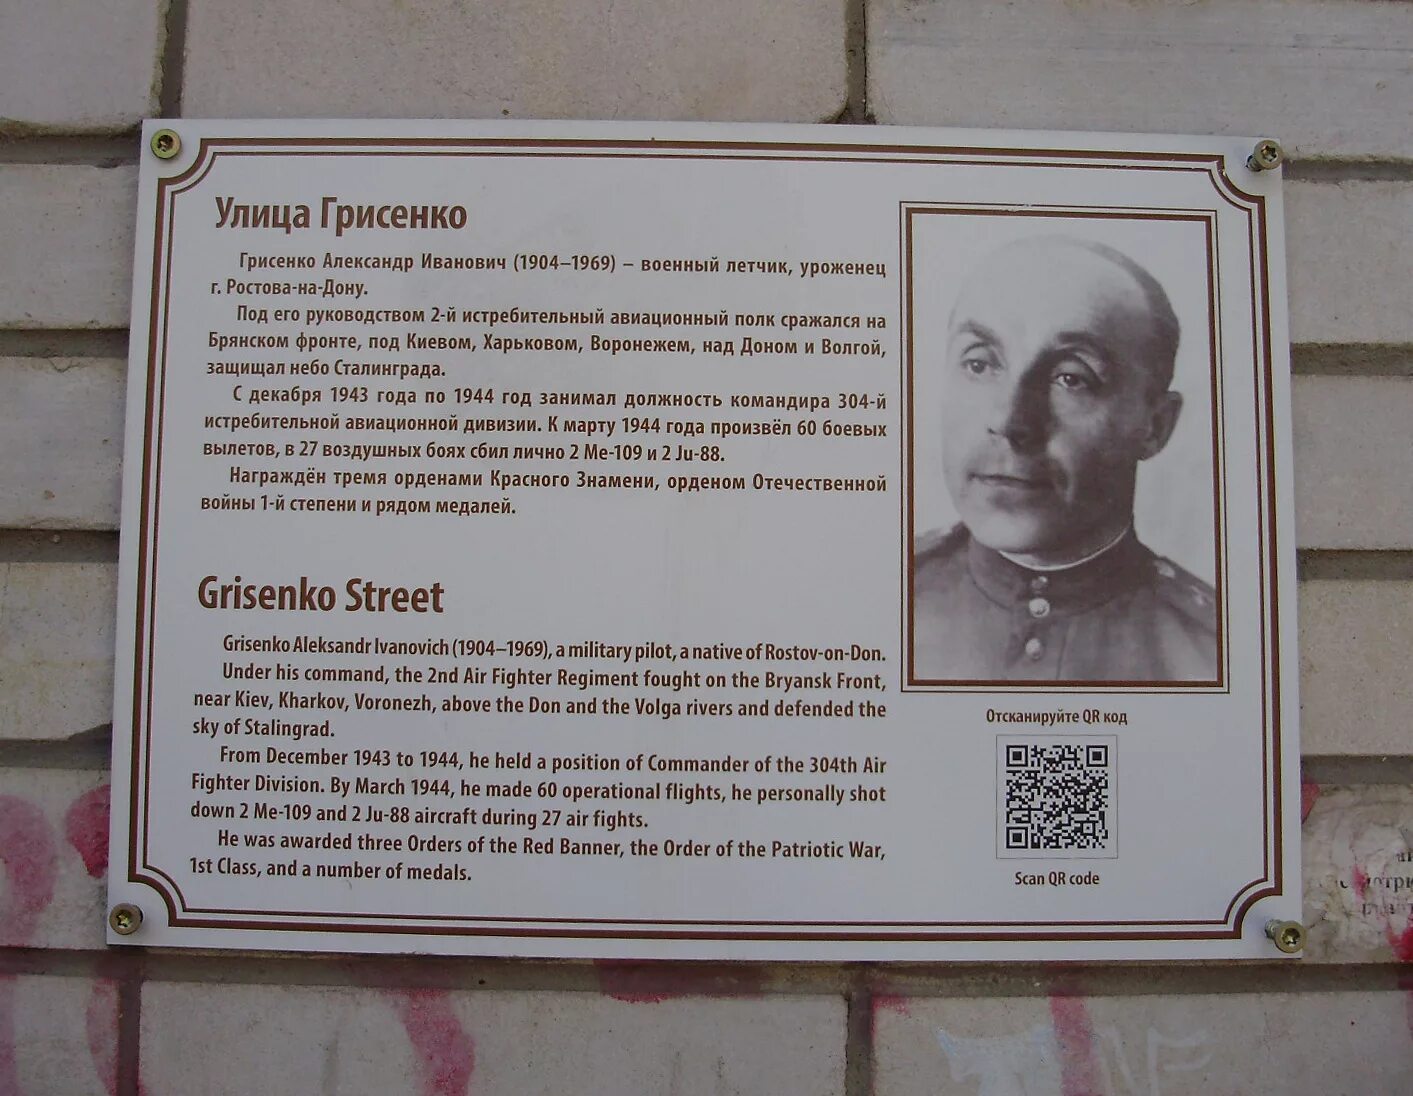 Улица Грисенко
Грисенко Александр Иванович (1904–1969) – военный летчик, уроженец
г. Ростова-на-Дону.
Под его руководством 2-й истребительный авиационный полк сражался на
Брянском фронте, под Киевом, Харьковом, Воронежем, над Доном и Волгой,
защищал небо Сталинграда.
С декабря 1943 года по 1944 год занимал должность командира 304-й
истребительной авиационной дивизии. К марту 1944 года произвёл 60 боевых
вылетов, в 27 воздушных боях сбил лично 2 Ме-109 и 2 Ju-88.
Награждён тремя орденами Красного Знамени, орденом Отечественной
войны 1-й степени и рядом медалей.
Grisenko Street
Grisenko Aleksandr Ivanovich (1904–1969), a military pilot, a native of Rostov-on-Don.
Under his command, the 2nd Air Fighter Regiment fought on the Bryansk Front,
near Kiev, Kharkov, Voronezh, above the Don and the Volga rivers and defended the
sky of Stalingrad.
From December 1943 to 1944, he held a position of Commander of the 304th Air
Fighter Division. By March 1944, he made 60 operational flights, he personally shot
down 2 Me-109 and 2 Ju-88 aircraft during 27 air fights.
He was awarded three Orders of the Red Banner, the Order of the Patriotic War,
1st Class, and a number of medals.
Отсканируйте QR код
Scan QR code